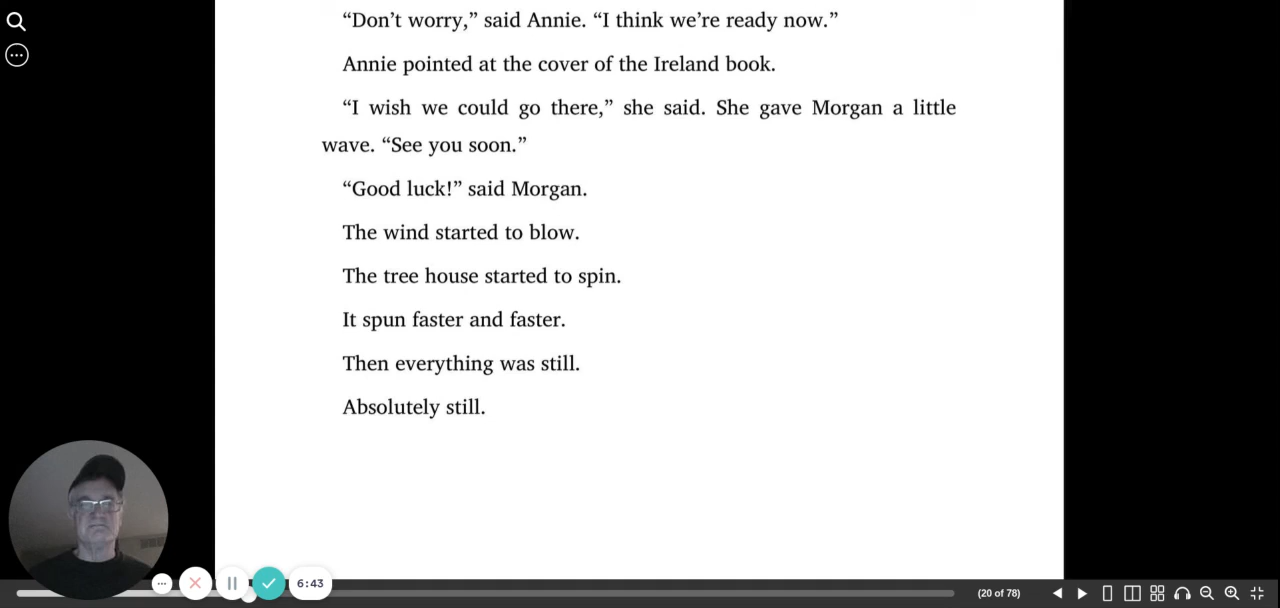 “Don’t worry,” said Annie. “I think we’re ready now.”
Annie pointed at the cover of the Ireland book.
“I wish we could go there,” she said. She gave Morgan a little
wave. “See you soon.”
“Good luck!” said Morgan.
The wind started to blow.
The tree house started to spin.
It spun faster and faster.
Then everything was still.
Absolutely still.
6:43
(20 of 78)